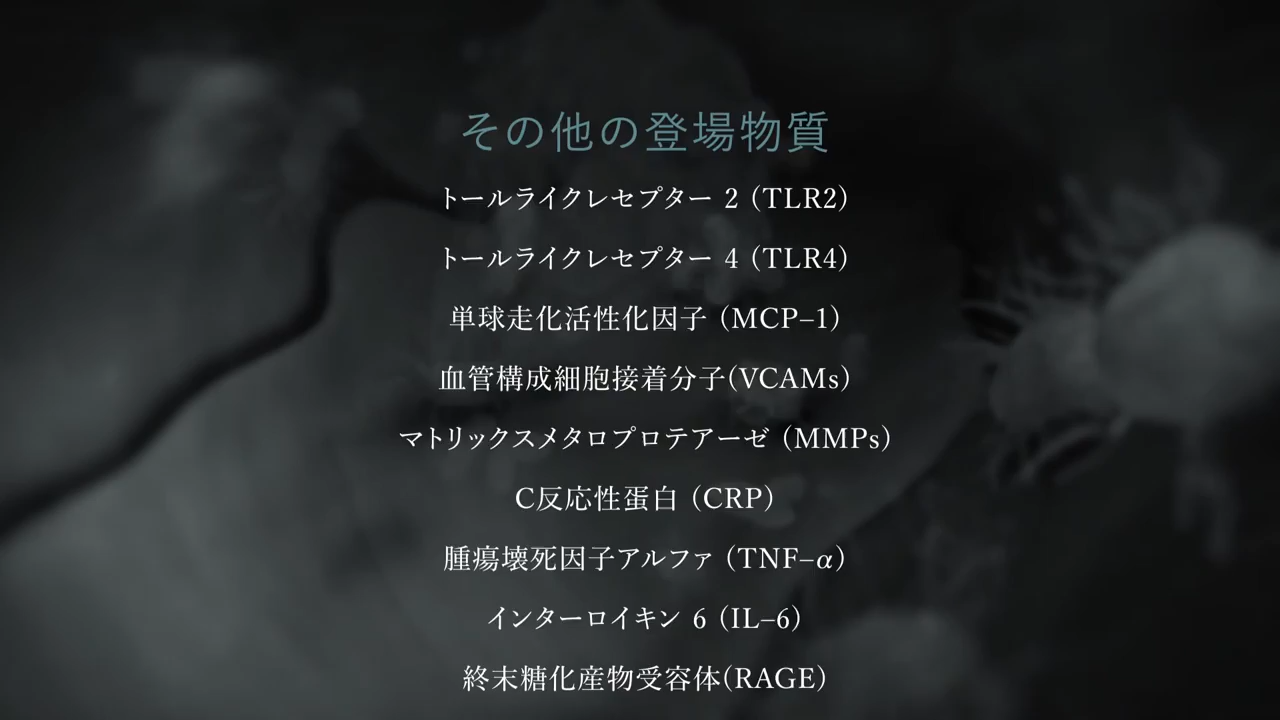 その他の登場物質
トールライクレセプター 2 (TLR2)
トールライクレセプター 4 (TLR4)
単球走化活性化因子 (MCP–1)
血管構成細胞接着分子(VCAMs)
マトリックスメタロプロテアーゼ (MMPs)
C反応性蛋白 (CRP)
腫瘍壊死因子アルファ (TNF–α)
インターロイキン 6 (IL–6)
終末糖化産物受容体(RAGE)